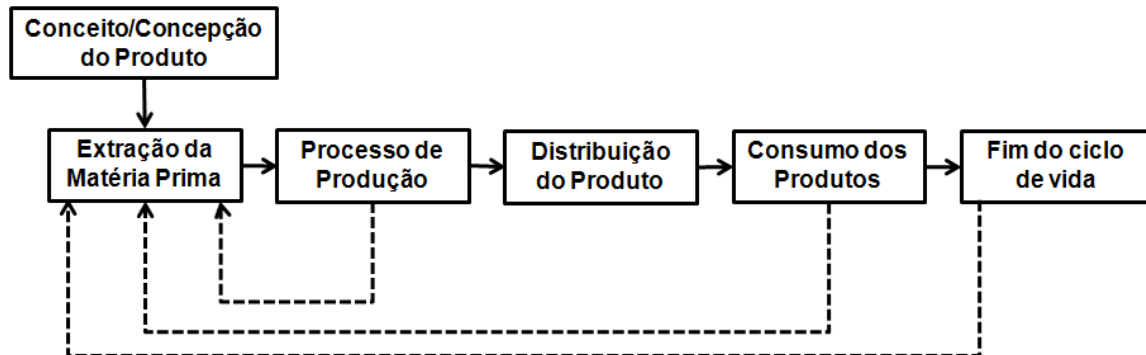 Conceito/Concepção
do Produto
Extração da
Matéria Prima
Processo de
Produção
Distribuição
do Produto
Consumo dos
Produtos
Fim do ciclo
de vida